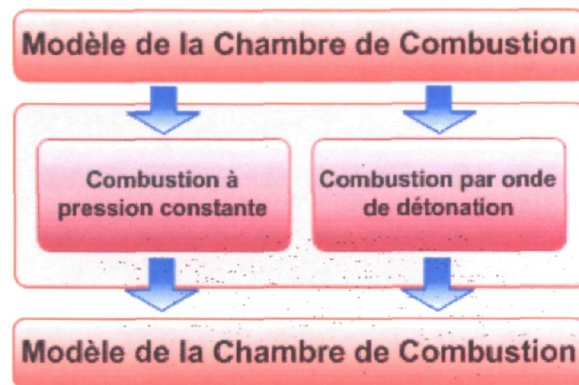 Modèle de la Chambre de Combustion
Combustion à
pression constante
Combustion par onde
de détonation
Modèle de la Chambre de Combustion